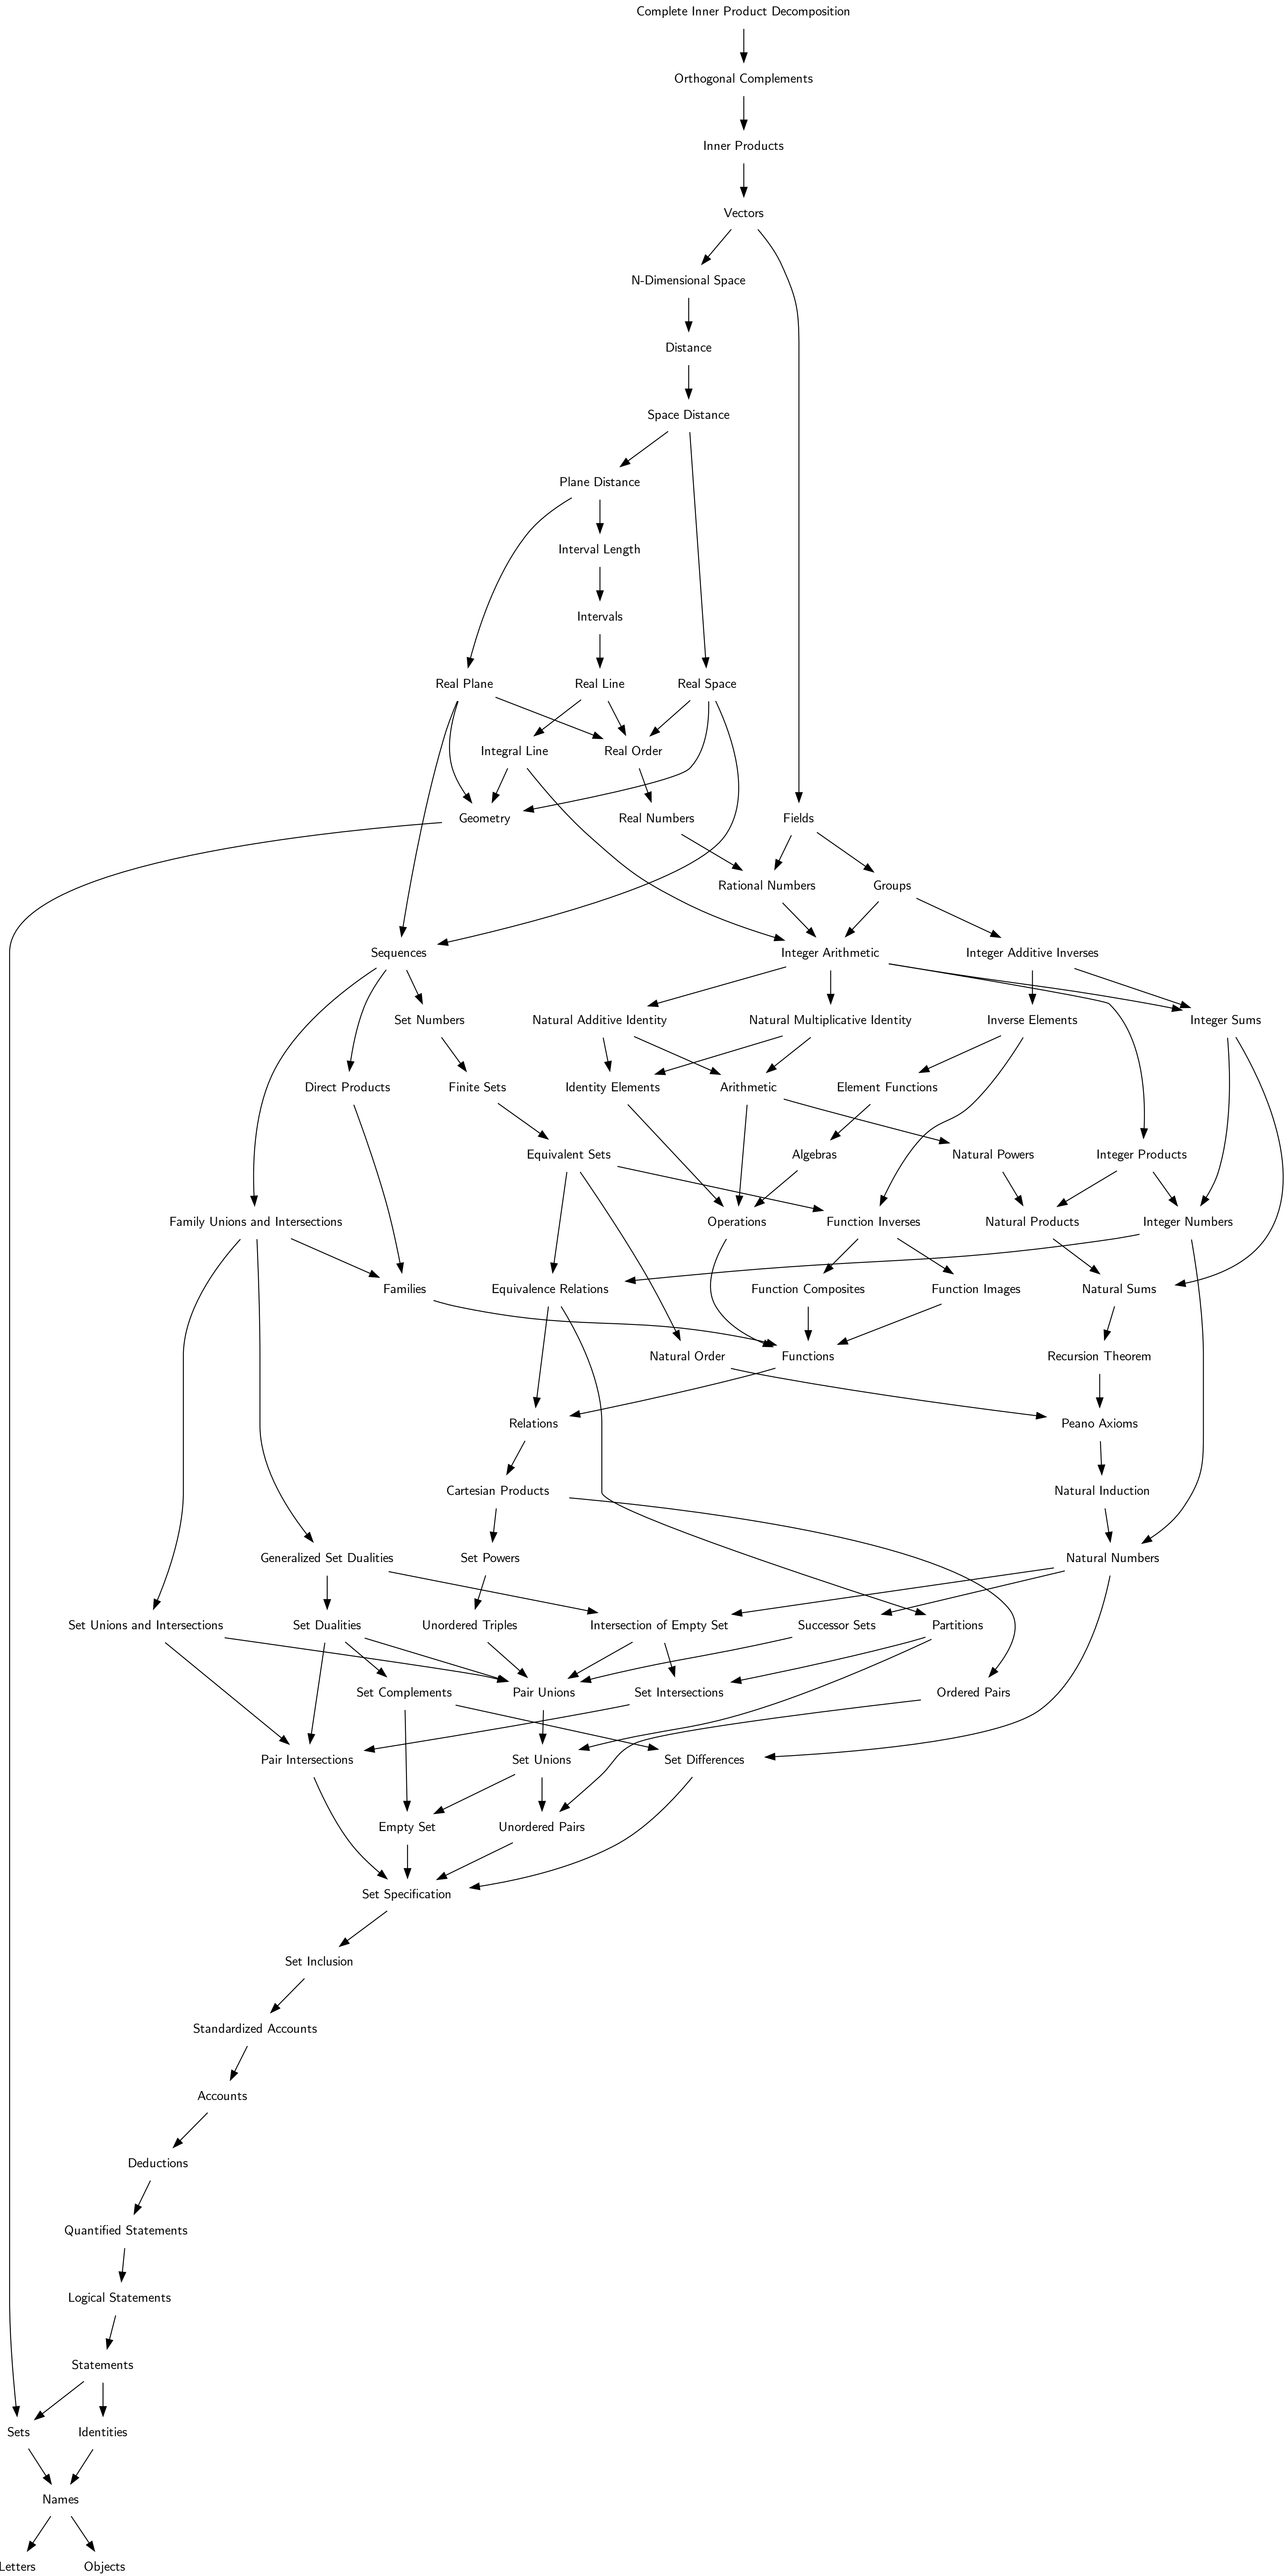 Complete Inner Product Decomposition
Orthogonal Complements
Inner Products
Vectors
N-Dimensional Space
Distance
Space Distance
Plane Distance
Interval Length
Intervals
Real Plane
Real Line
Real Space
Integral Line
Real Order
Geometry
Real Numbers
Fields
Rational Numbers
Groups
Sequences
Integer Arithmetic
Integer Additive Inverses
Set Numbers
Natural Additive Identity
Natural Multiplicative Identity
Inverse Elements
Integer Sums
Direct Products
Finite Sets
Identity Elements
Arithmetic
Element Functions
Equivalent Sets
Algebras
Natural Powers
Integer Products
Family Unions and Intersections
Operations
Function Inverses
Natural Products
Integer Numbers
Families
Equivalence Relations
Function Composites
Function Images
Natural Sums
Natural Order
Functions
Recursion Theorem
Relations
Peano Axioms
Cartesian Products
Natural Induction
Generalized Set Dualities
Set Powers
Natural Numbers
Set Unions and Intersections
Set Dualities
Unordered Triples
Intersection of Empty Set
Successor Sets
Partitions
Set Complements
Pair Unions
Set Intersections
Ordered Pairs
Pair Intersections
Set Unions
Set Differences
Empty Set
Unordered Pairs
Set Specification
Set Inclusion
Standardized Accounts
Accounts
Deductions
Quantified Statements
Logical Statements
Statements
Sets
Identities
Names
Letters
Objects